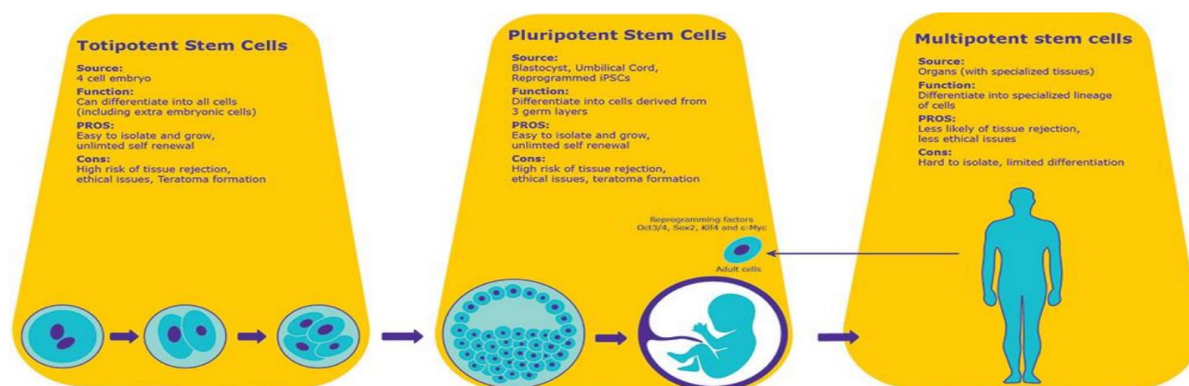 Totipotent Stem Cells
Source:
4 cell embryo
Function:
Can differentiate into all cells
(including extra embryonic cells)
PROS:
Easy to isolate and grow,
unlimted self renewal
Cons:
High risk of tissue rejection,
ethical issues, Teratoma formation
Pluripotent Stem Cells
Source:
Blastocyst, Umbilical Cord,
Reprogrammed iPSCs
Function:
Differentiate into cells derived from
3 germ layers
PROS:
Easy to isolate and grow,
unlimted self renewal
Cons:
High risk of tissue rejection,
ethical issues, teratoma formation
Reprogramming factors
Oct3/4, Sox2, Klf4 and c-Myc
Adult cells
Multipotent stem cells
Source:
Organs (with specialized tissues)
Function:
Differentiate into specialized lineage
of cells
PROS:
Less likely of tissue rejection,
less ethical issues
Cons:
Hard to isolate, limited differentiation